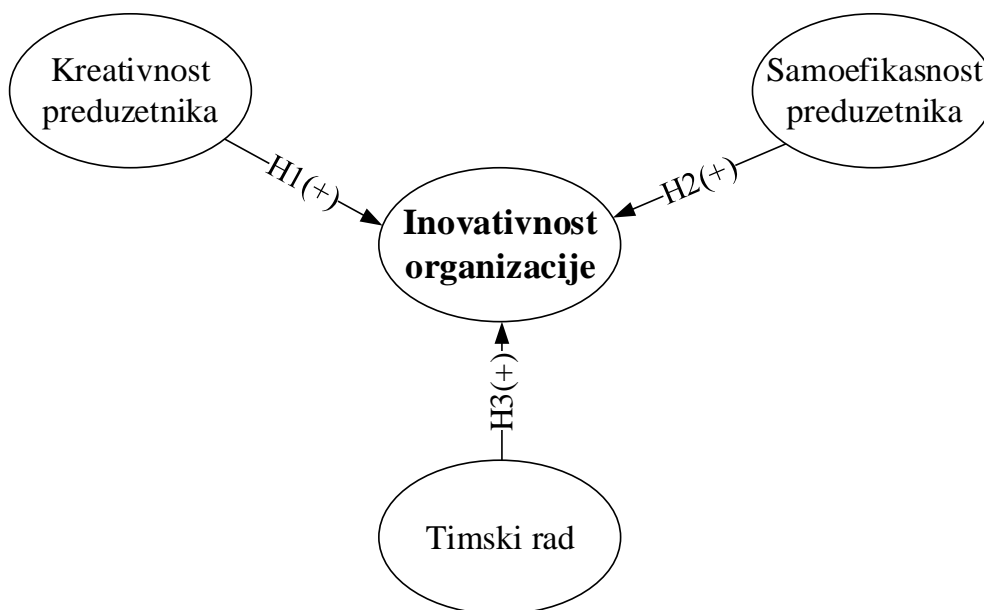 Kreativnost
preduzetnika
Samoefikasnost
preduzetnika
H1(+)
H2(+)
Inovativnost
organizacije
H3(+)
Timski rad